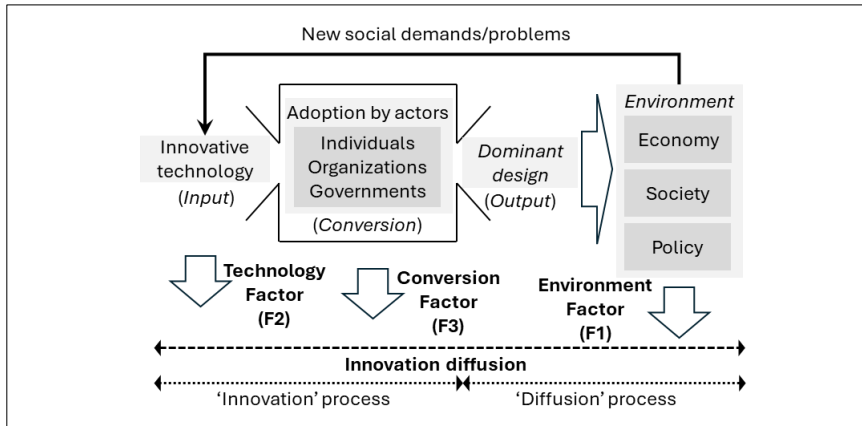 New social demands/problems
Innovative
technology
(Input)
Adoption by actors
Individuals
Organizations
Governments
(Conversion)
Dominant
design
(Output)
Environment
Economy
Society
Policy
Technology
Factor
(F2)
Conversion
Factor
(F3)
Environment
Factor
(F1)
Innovation diffusion
‘Innovation’ process
‘Diffusion’ process